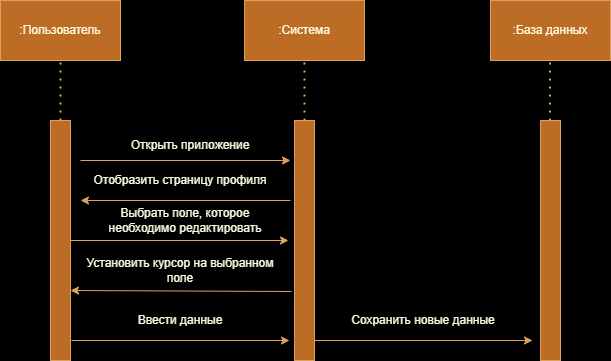 :Пользователь
:Система
:База данных
Открыть приложение
Отобразить страницу профиля
Выбрать поле, которое
необходимо редактировать
Установить курсор на выбранном
поле
Ввести данные
Сохранить новые данные